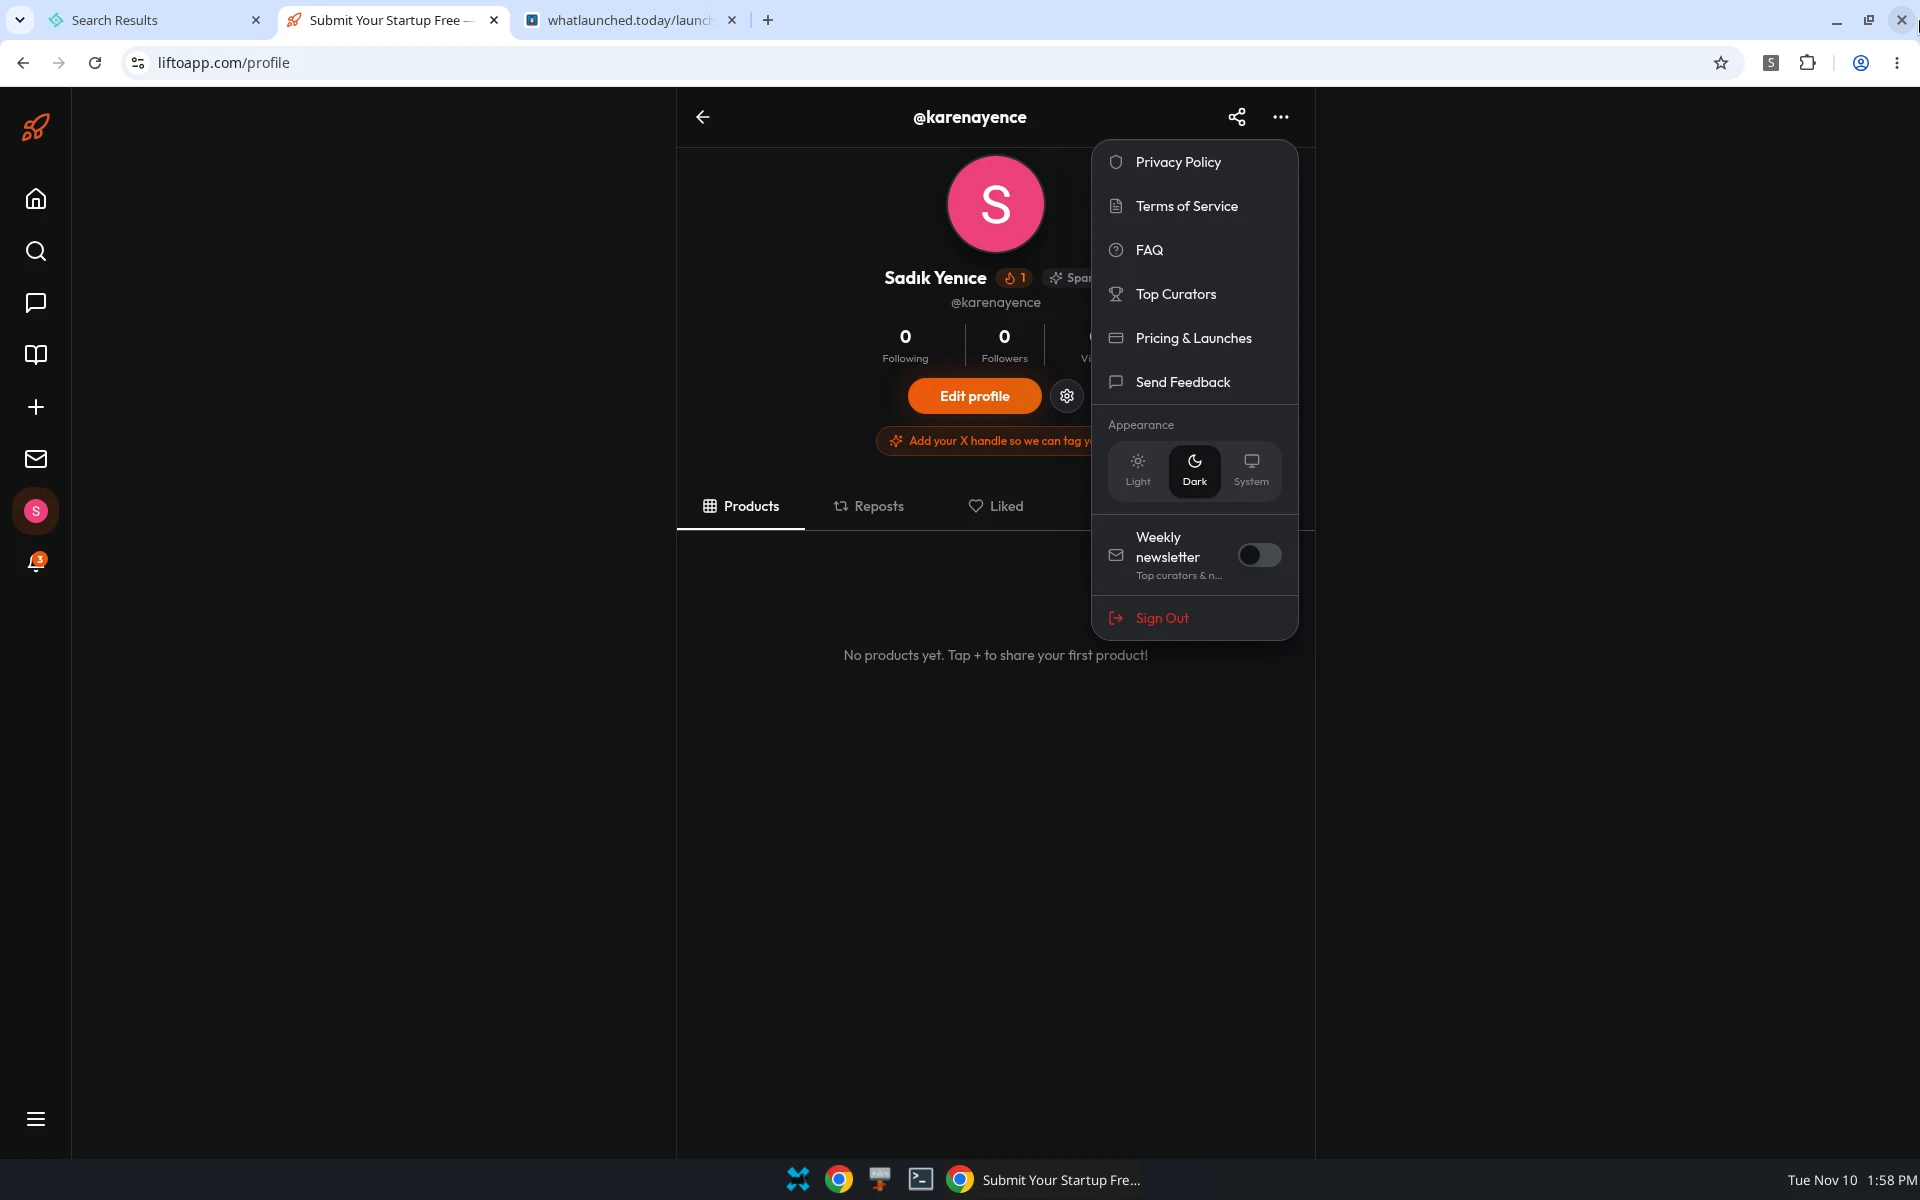 Search Results
Submit Your Startup Free —
whatlaunched.today/launch
liftoapp.com/profile
S
@karenayence
S
Privacy Policy
Terms of Service
FAQ
Top Curators
Pricing & Launches
Send Feedback
Appearance
Light
Dark
System
Weekly
newsletter
Top curators & n...
Sign Out
Sadık Yenıce
1
Spar
@karenayence
0
0
Following
Followers
Vi
Edit profile
Add your X handle so we can tag y
S
3
Products
Reposts
Liked
No products yet. Tap + to share your first product!
Submit Your Startup Fre...
Tue Nov 10 1:58 PM